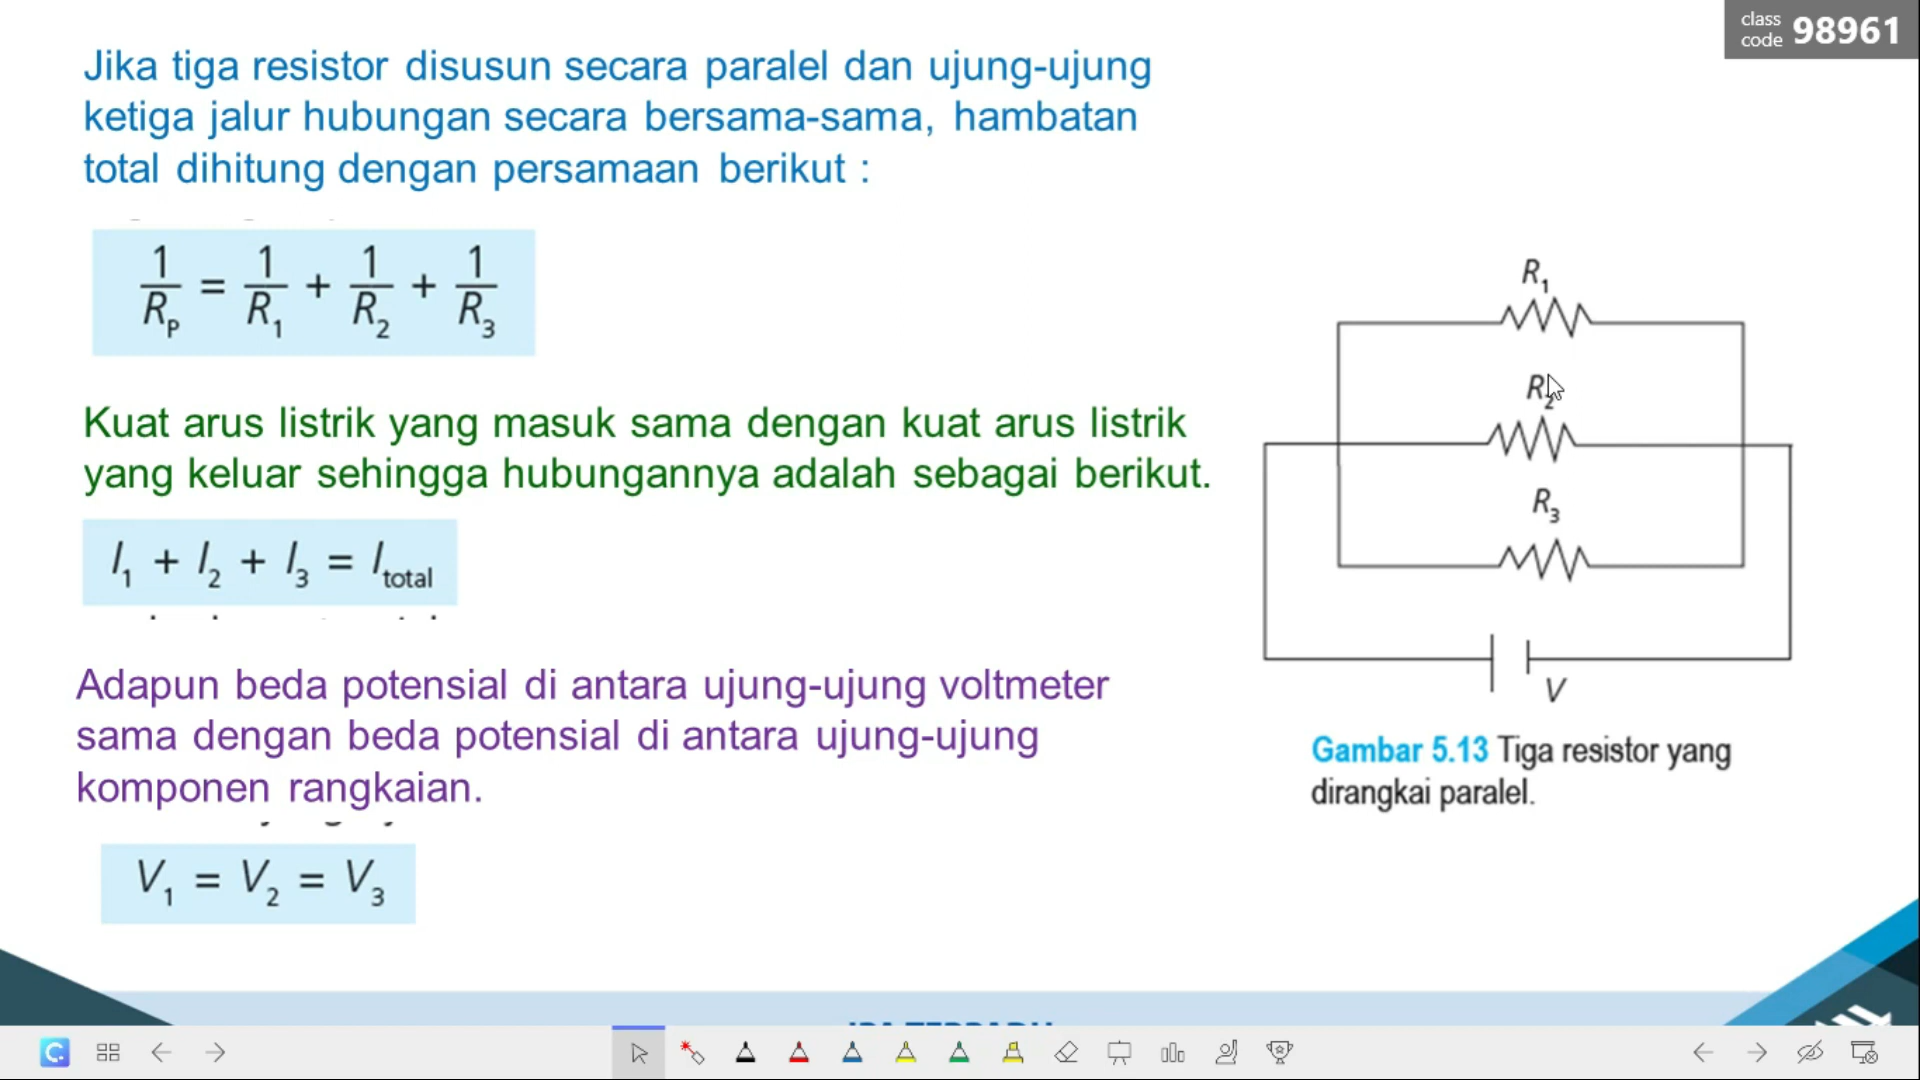 class
code 98961
Jika tiga resistor disusun secara paralel dan ujung-ujung
ketiga jalur hubungan secara bersama-sama, hambatan
total dihitung dengan persamaan berikut :
1/R_P = 1/R_1 + 1/R_2 + 1/R_3
Kuat arus listrik yang masuk sama dengan kuat arus listrik
yang keluar sehingga hubungannya adalah sebagai berikut.
I_1 + I_2 + I_3 = I_total
Adapun beda potensial di antara ujung-ujung voltmeter
sama dengan beda potensial di antara ujung-ujung
komponen rangkaian.
V_1 = V_2 = V_3
R_1
R_2
R_3
V
Gambar 5.13 Tiga resistor yang
dirangkai paralel.